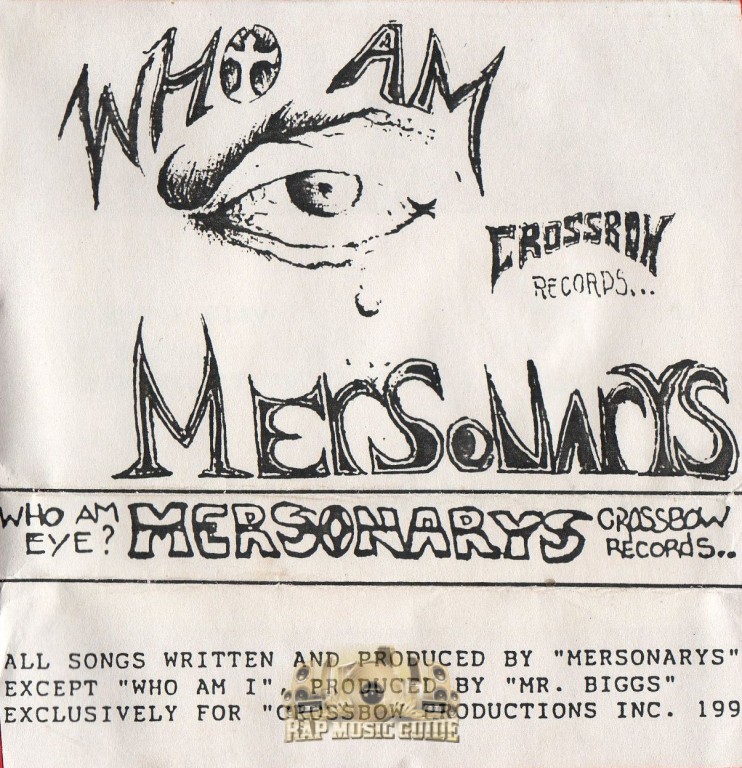 WHO AM
CROSSBOW
RECORDS...
MERSONARYS
WHO AM
EYE?
MERSONARYS
CROSSBOW
RECORDS..
ALL SONGS WRITTEN AND PRODUCED BY "MERSONARYS"
EXCEPT "WHO AM I", PRODUCED BY "MR. BIGGS"
EXCLUSIVELY FOR "CROSSBOW PRODUCTIONS INC. 199
RAP MUSIC GUIDE